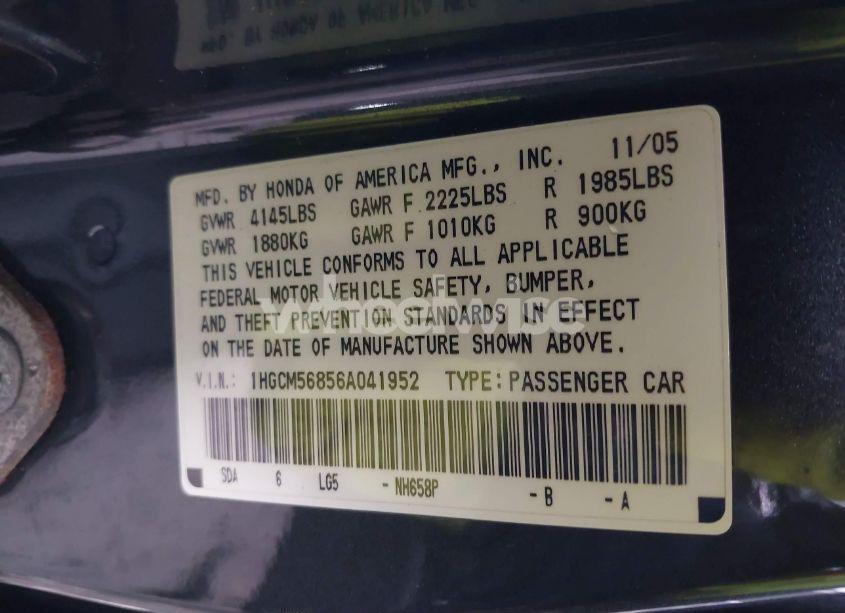 MFD. BY HONDA OF AMERICA MFG., INC. 11/05
GVWR 4145LBS GAWR F 2225LBS R 1985LBS
GVWR 1880KG GAWR F 1010KG R 900KG
THIS VEHICLE CONFORMS TO ALL APPLICABLE
FEDERAL MOTOR VEHICLE SAFETY, BUMPER,
AND THEFT PREVENTION STANDARDS IN EFFECT
ON THE DATE OF MANUFACTURE SHOWN ABOVE.
V.I.N.: 1HGCM56856A041952 TYPE: PASSENGER CAR
SDA 6 LG5 -NH658P -B -A